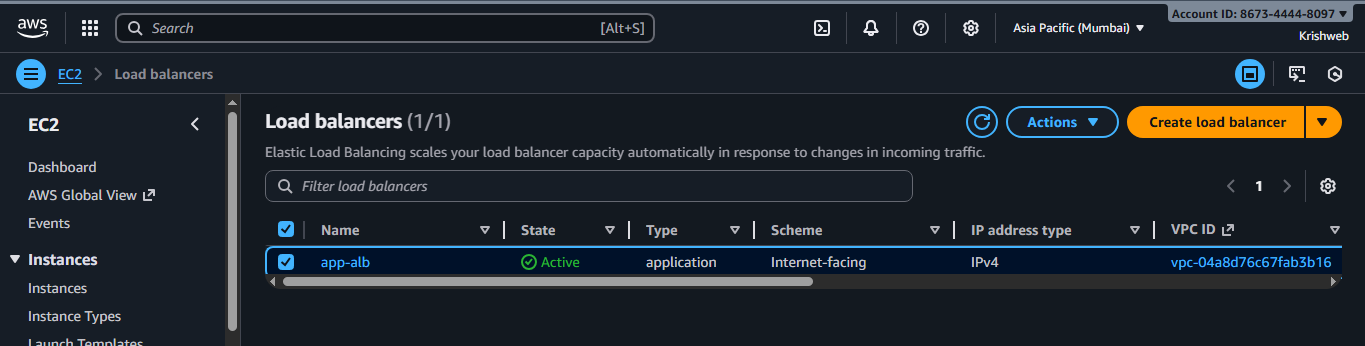 aws
Search [Alt+S]
Asia Pacific (Mumbai)
Account ID: 8673-4444-8097
Krishweb
EC2 > Load balancers
EC2
Dashboard
AWS Global View
Events
Instances
Instances
Instance Types
Launch Templates
Load balancers (1/1)
Actions
Create load balancer
Elastic Load Balancing scales your load balancer capacity automatically in response to changes in incoming traffic.
Filter load balancers
1
Name State Type Scheme IP address type VPC ID
app-alb Active application Internet-facing IPv4 vpc-04a8d76c67fab3b16